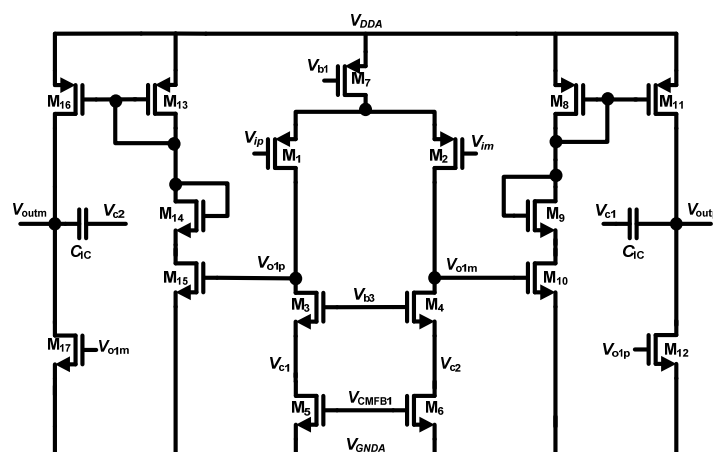 V_DDA
V_b1
M_7
M_16
M_13
M_8
M_11
V_ip
M_1
M_2
V_im
M_14
M_9
V_outm
V_c2
V_c1
V_out
C_IC
C_IC
M_15
V_o1p
V_o1m
M_10
M_3
V_b3
M_4
M_17
V_o1m
V_c1
V_c2
V_o1p
M_12
M_5
V_CMFB1
M_6
V_GNDA